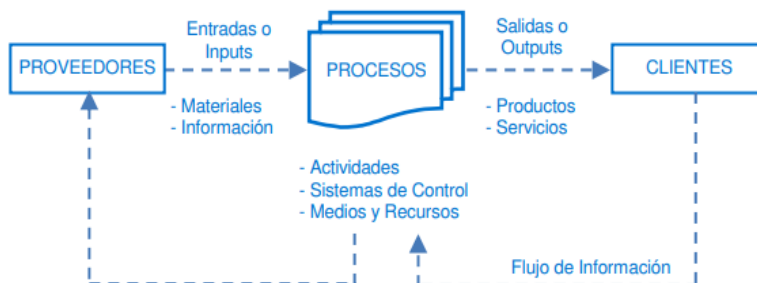 Entradas o
Inputs
Salidas o
Outputs
PROVEEDORES
PROCESOS
CLIENTES
- Materiales
- Información
- Productos
- Servicios
- Actividades
- Sistemas de Control
- Medios y Recursos
Flujo de Información